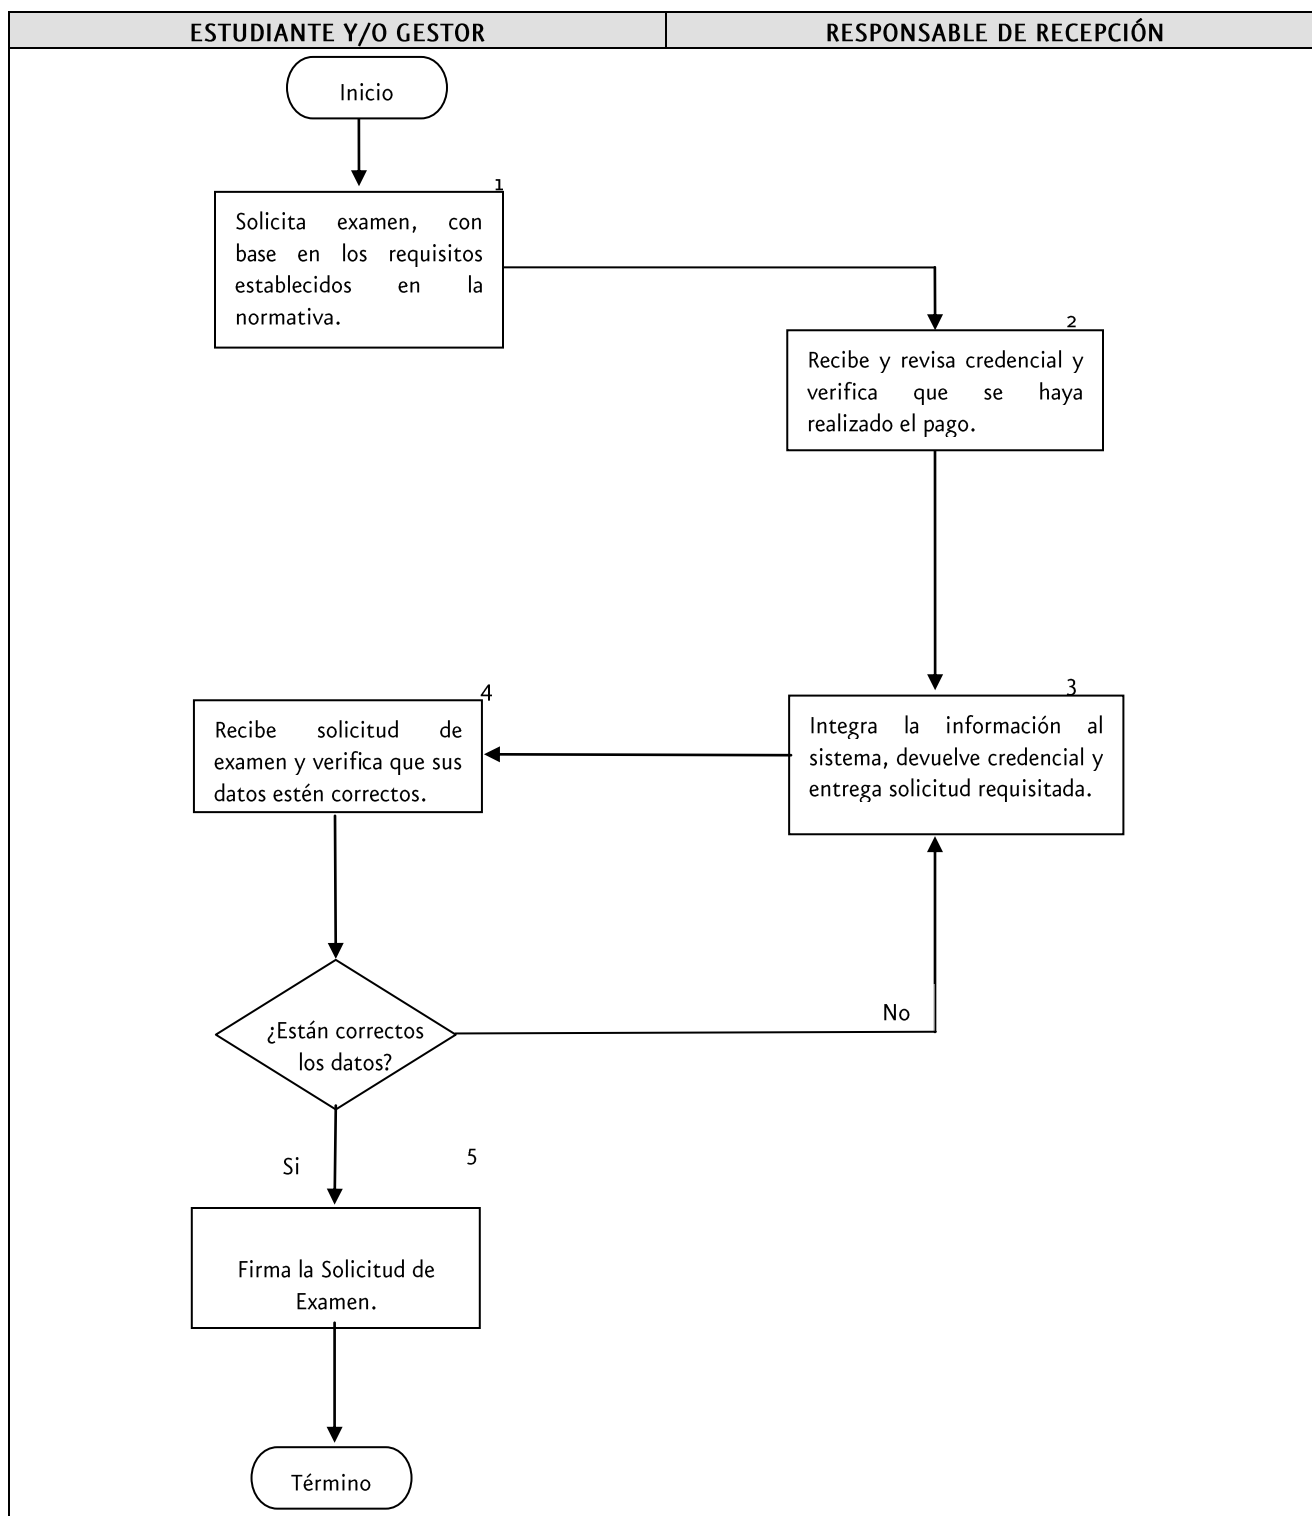 ESTUDIANTE Y/O GESTOR
RESPONSABLE DE RECEPCIÓN
Inicio
1
Solicita examen, con
base en los requisitos
establecidos en la
normativa.
2
Recibe y revisa credencial y
verifica que se haya
realizado el pago.
3
Integra la información al
sistema, devuelve credencial y
entrega solicitud requisitada.
4
Recibe solicitud de
examen y verifica que sus
datos estén correctos.
¿Están correctos
los datos?
No
Si
5
Firma la Solicitud de
Examen.
Término